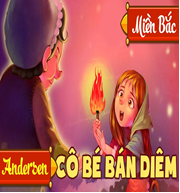 Miền Bắc
Andersen
CÔ BÉ BÁN DIÊM